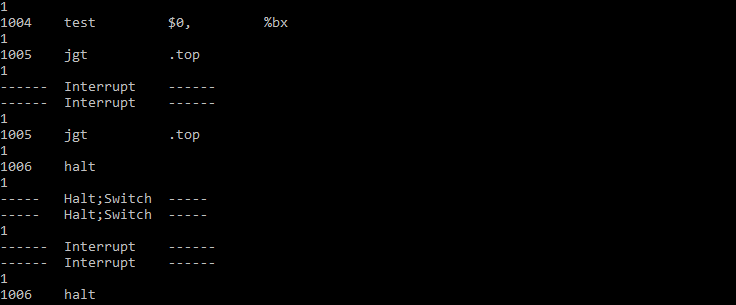 1
1004 test $0, %bx
1
1005 jgt .top
1
------ Interrupt ------
------ Interrupt ------
1
1005 jgt .top
1
1006 halt
1
----- Halt;Switch -----
----- Halt;Switch -----
1
------ Interrupt ------
------ Interrupt ------
1
1006 halt